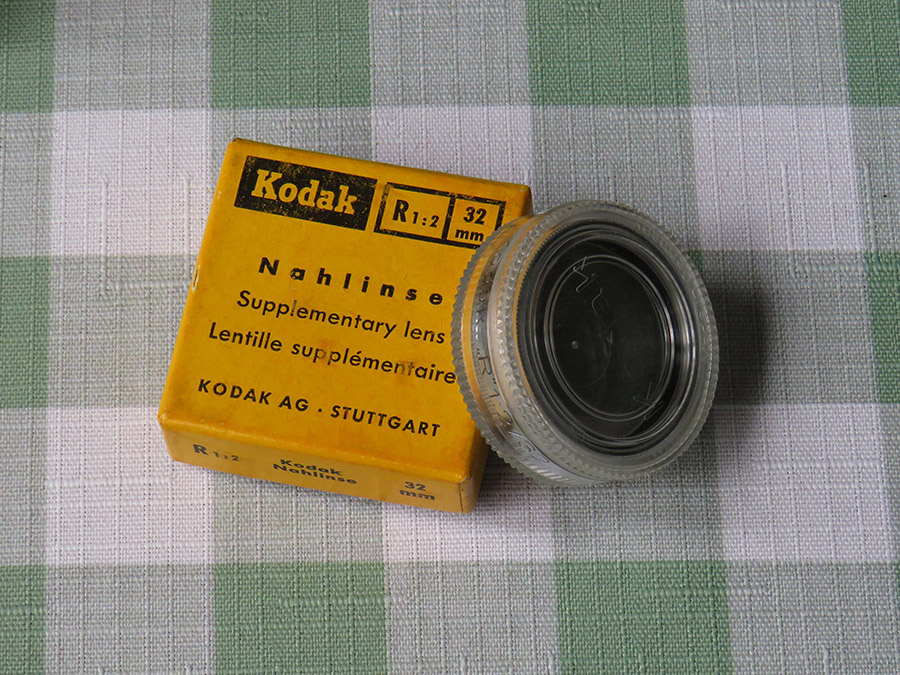 Kodak
R 1:2
32
mm
Nahlinse
Supplementary lens
Lentille supplémentaire
KODAK AG · STUTTGART
R 1:2
Kodak
Nahlinse
32
mm